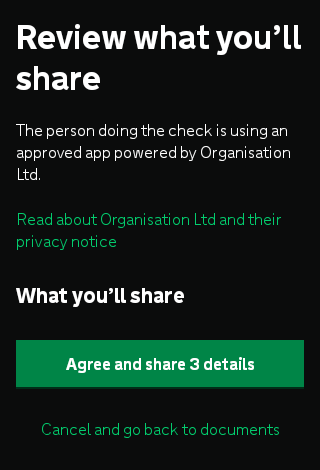 Review what you’ll
share
The person doing the check is using an
approved app powered by Organisation
Ltd.
Read about Organisation Ltd and their
privacy notice
What you’ll share
Agree and share 3 details
Cancel and go back to documents